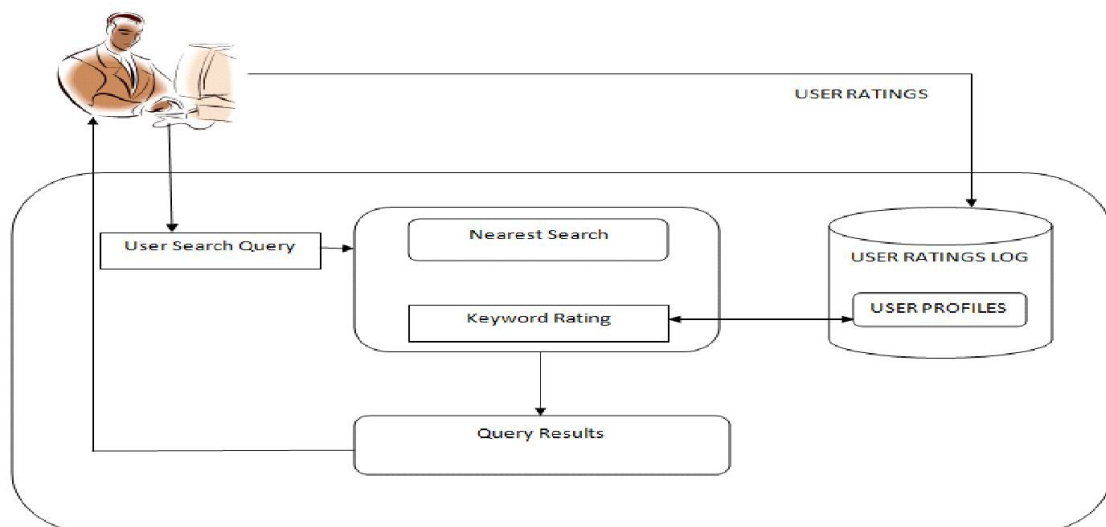 USER RATINGS
User Search Query
Nearest Search
USER RATINGS LOG
USER PROFILES
Keyword Rating
Query Results